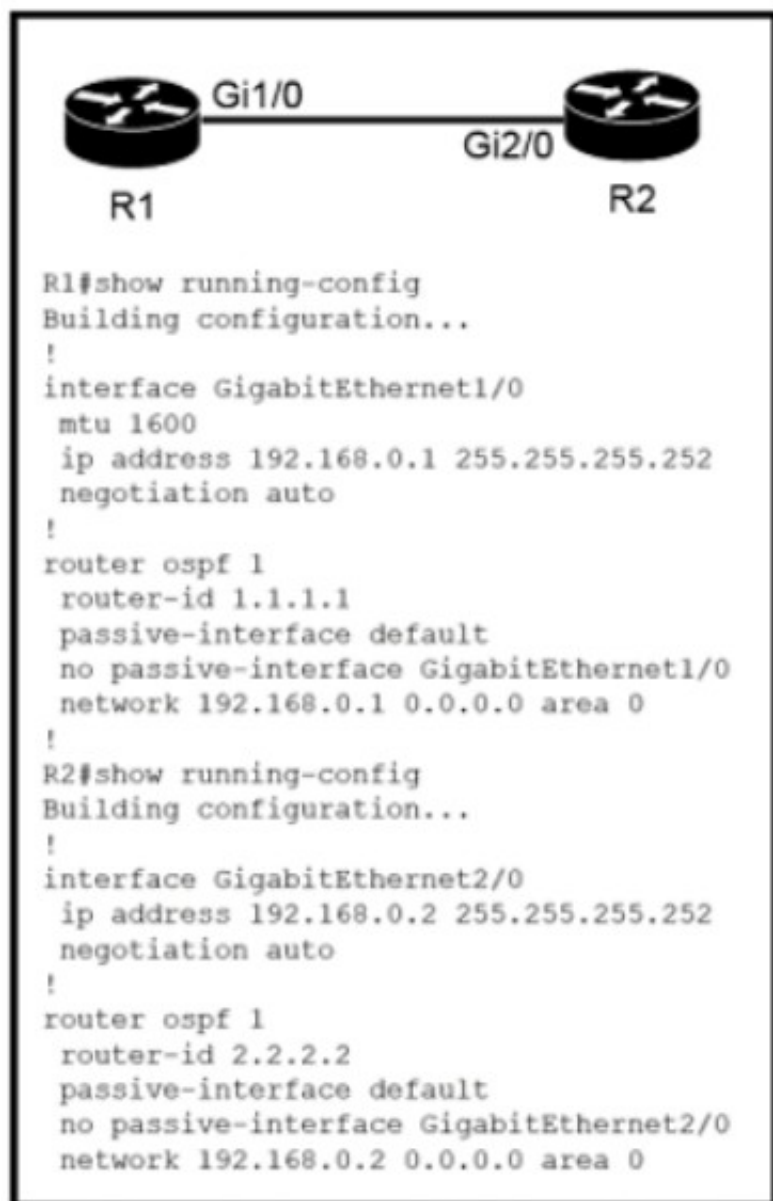 Gi1/0
Gi2/0
R1
R2
R1#show running-config
Building configuration...
!
interface GigabitEthernet1/0
 mtu 1600
 ip address 192.168.0.1 255.255.255.252
 negotiation auto
!
router ospf 1
 router-id 1.1.1.1
 passive-interface default
 no passive-interface GigabitEthernet1/0
 network 192.168.0.1 0.0.0.0 area 0
!
R2#show running-config
Building configuration...
!
interface GigabitEthernet2/0
 ip address 192.168.0.2 255.255.255.252
 negotiation auto
!
router ospf 1
 router-id 2.2.2.2
 passive-interface default
 no passive-interface GigabitEthernet2/0
 network 192.168.0.2 0.0.0.0 area 0